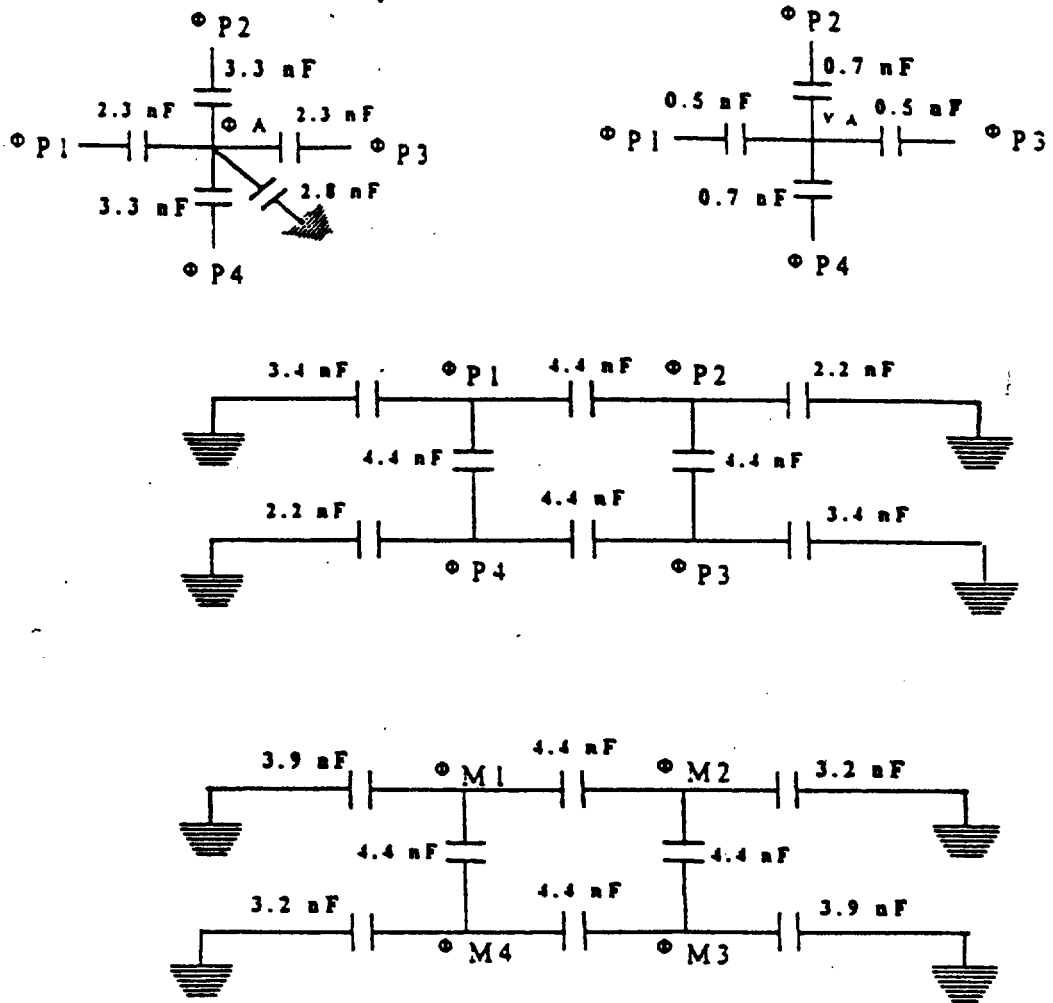 Φ P2 Φ P2
3.3 nF 0.7 nF
2.3 nF Φ A 2.3 nF 0.5 nF V A 0.5 nF
Φ P1 Φ P3 Φ P1 Φ P3
3.3 nF 2.8 nF 0.7 nF
Φ P4 Φ P4
3.4 nF Φ P1 4.4 nF Φ P2 2.2 nF
4.4 nF 4.4 nF
2.2 nF 4.4 nF 3.4 nF
Φ P4 Φ P3
3.9 nF Φ M1 4.4 nF Φ M2 3.2 nF
4.4 nF 4.4 nF
3.2 nF 4.4 nF 3.9 nF
Φ M4 Φ M3